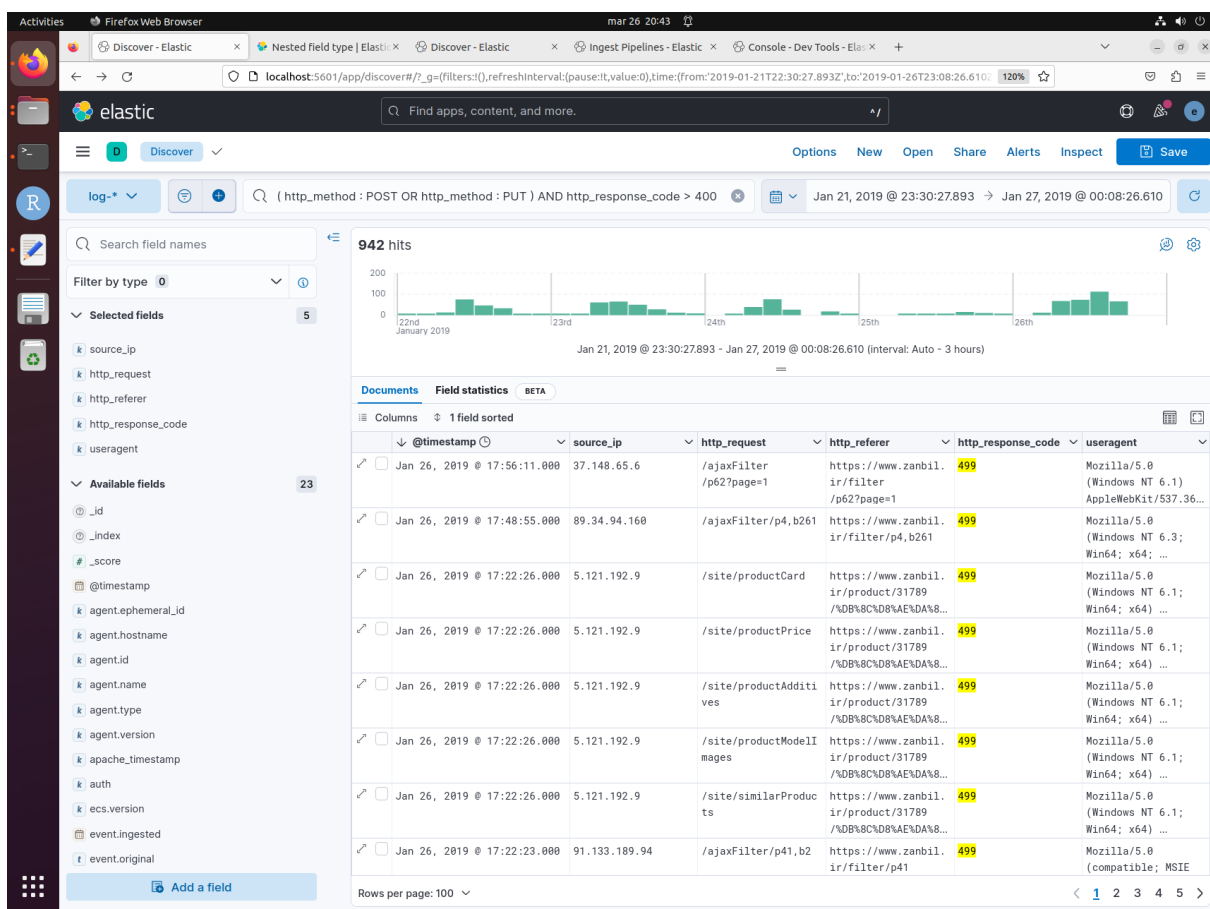 Activities
Firefox Web Browser
mar 26 20:43
Discover - Elastic
Nested field type | Elastic
Discover - Elastic
Ingest Pipelines - Elastic
Console - Dev Tools - Elas
localhost:5601/app/discover#/?_g=(filters:!(),refreshInterval:(pause:!t,value:0),time:(from:'2019-01-21T22:30:27.893Z',to:'2019-01-26T23:08:26.610Z
120%
elastic
Find apps, content, and more.
^/
e
D
Discover
Options
New
Open
Share
Alerts
Inspect
Save
log-*
( http_method : POST OR http_method : PUT ) AND http_response_code > 400
Jan 21, 2019 @ 23:30:27.893 → Jan 27, 2019 @ 00:08:26.610
Search field names
Filter by type 0
Selected fields 5
k source_ip
k http_request
k http_referer
k http_response_code
k useragent
Available fields 23
_id
_index
# _score
@timestamp
k agent.ephemeral_id
k agent.hostname
k agent.id
k agent.name
k agent.type
k agent.version
k apache_timestamp
k auth
k ecs.version
event.ingested
t event.original
Add a field
942 hits
200
100
0
22nd
January 2019
23rd
24th
25th
26th
Jan 21, 2019 @ 23:30:27.893 - Jan 27, 2019 @ 00:08:26.610 (interval: Auto - 3 hours)
Documents
Field statistics BETA
Columns
1 field sorted
@timestamp source_ip http_request http_referer http_response_code useragent
Jan 26, 2019 @ 17:56:11.000 37.148.65.6 /ajaxFilter https://www.zanbil. 499 Mozilla/5.0
/p62?page=1 ir/filter (Windows NT 6.1)
/p62?page=1 AppleWebKit/537.36...
Jan 26, 2019 @ 17:48:55.000 89.34.94.160 /ajaxFilter/p4,b261 https://www.zanbil. 499 Mozilla/5.0
ir/filter/p4,b261 (Windows NT 6.3;
Win64; x64; ...
Jan 26, 2019 @ 17:22:26.000 5.121.192.9 /site/productCard https://www.zanbil. 499 Mozilla/5.0
ir/product/31789 (Windows NT 6.1;
/%DB%8C%D8%AE%DA%8... Win64; x64) ...
Jan 26, 2019 @ 17:22:26.000 5.121.192.9 /site/productPrice https://www.zanbil. 499 Mozilla/5.0
ir/product/31789 (Windows NT 6.1;
/%DB%8C%D8%AE%DA%8... Win64; x64) ...
Jan 26, 2019 @ 17:22:26.000 5.121.192.9 /site/productAdditi https://www.zanbil. 499 Mozilla/5.0
ves ir/product/31789 (Windows NT 6.1;
/%DB%8C%D8%AE%DA%8... Win64; x64) ...
Jan 26, 2019 @ 17:22:26.000 5.121.192.9 /site/productModelI https://www.zanbil. 499 Mozilla/5.0
mages ir/product/31789 (Windows NT 6.1;
/%DB%8C%D8%AE%DA%8... Win64; x64) ...
Jan 26, 2019 @ 17:22:26.000 5.121.192.9 /site/similarProduc https://www.zanbil. 499 Mozilla/5.0
ts ir/product/31789 (Windows NT 6.1;
/%DB%8C%D8%AE%DA%8... Win64; x64) ...
Jan 26, 2019 @ 17:22:23.000 91.133.189.94 /ajaxFilter/p41,b2 https://www.zanbil. 499 Mozilla/5.0
ir/filter/p41 (compatible; MSIE
Rows per page: 100
1 2 3 4 5